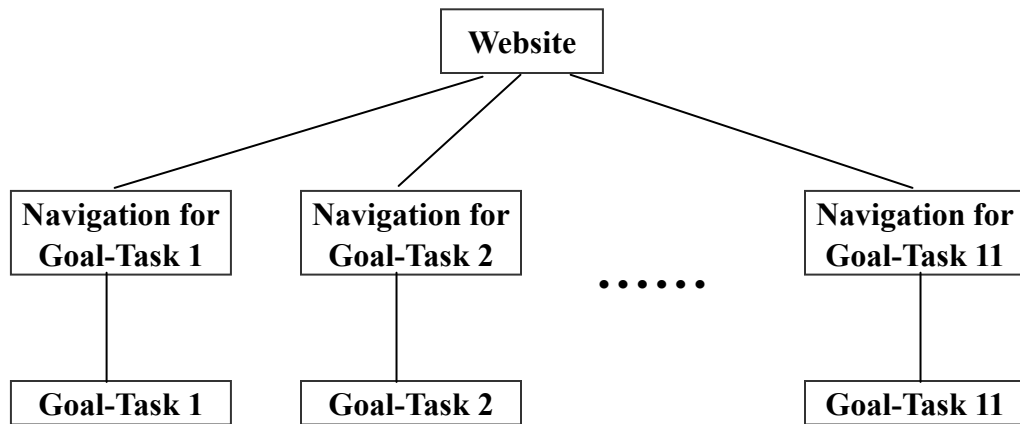 Website
Navigation for
Goal-Task 1
Navigation for
Goal-Task 2
......
Navigation for
Goal-Task 11
Goal-Task 1
Goal-Task 2
Goal-Task 11